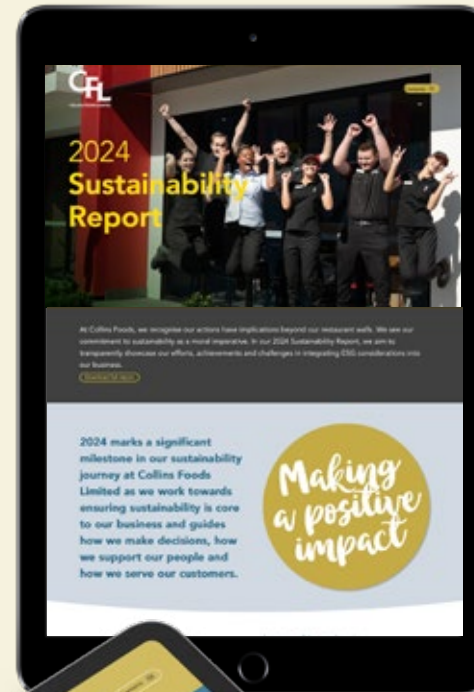 CFL
2024
Sustainability
Report
At Collins Foods, we recognise our actions have implications beyond our restaurant walls. We see our
commitment to sustainability as a moral imperative. In our 2024 Sustainability Report, we aim to
transparently showcase our efforts, achievements and challenges in integrating ESG considerations into
our business.
2024 marks a significant
milestone in our sustainability
journey at Collins Foods
Limited as we work towards
ensuring sustainability is core
to our business and guides
how we make decisions, how
we support our people and
how we serve our customers.
Making
a positive
impact